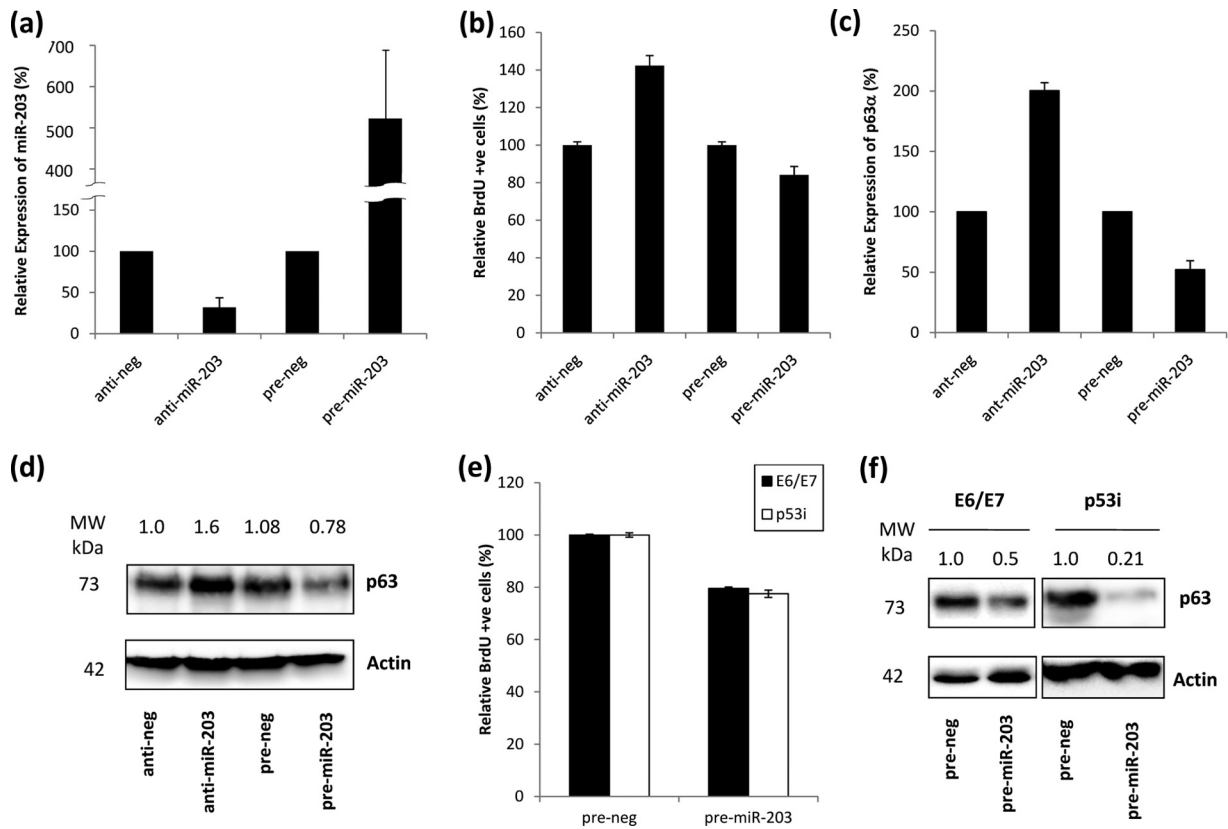 (a)
Relative Expression of miR-203 (%)
700
600
500
400
150
100
50
0
anti-neg
anti-miR-203
pre-neg
pre-miR-203
(b)
Relative BrdU +ve cells (%)
160
140
120
100
80
60
40
20
0
anti-neg
anti-miR-203
pre-neg
pre-miR-203
(c)
Relative Expression of p63α (%)
250
200
150
100
50
0
ant-neg
ant-miR-203
pre-neg
pre-miR-203
(d)
MW
kDa
1.0 1.6 1.08 0.78
73
p63
42
Actin
anti-neg
anti-miR-203
pre-neg
pre-miR-203
(e)
Relative BrdU +ve cells (%)
120
100
80
60
40
20
0
E6/E7
p53i
pre-neg
pre-miR-203
(f)
E6/E7 p53i
MW
kDa
1.0 0.5 1.0 0.21
73
p63
42
Actin
pre-neg
pre-miR-203
pre-neg
pre-miR-203